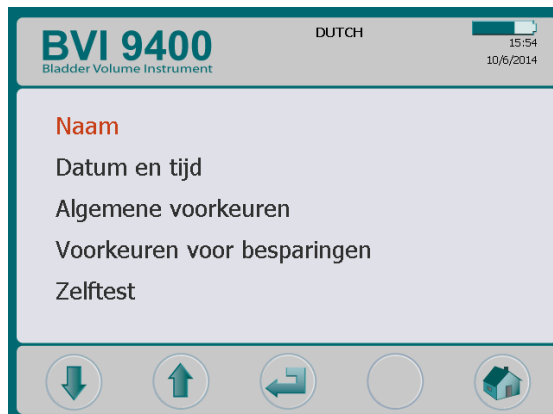 BVI 9400
Bladder Volume Instrument
DUTCH
15:54
10/6/2014
Naam
Datum en tijd
Algemene voorkeuren
Voorkeuren voor besparingen
Zelftest